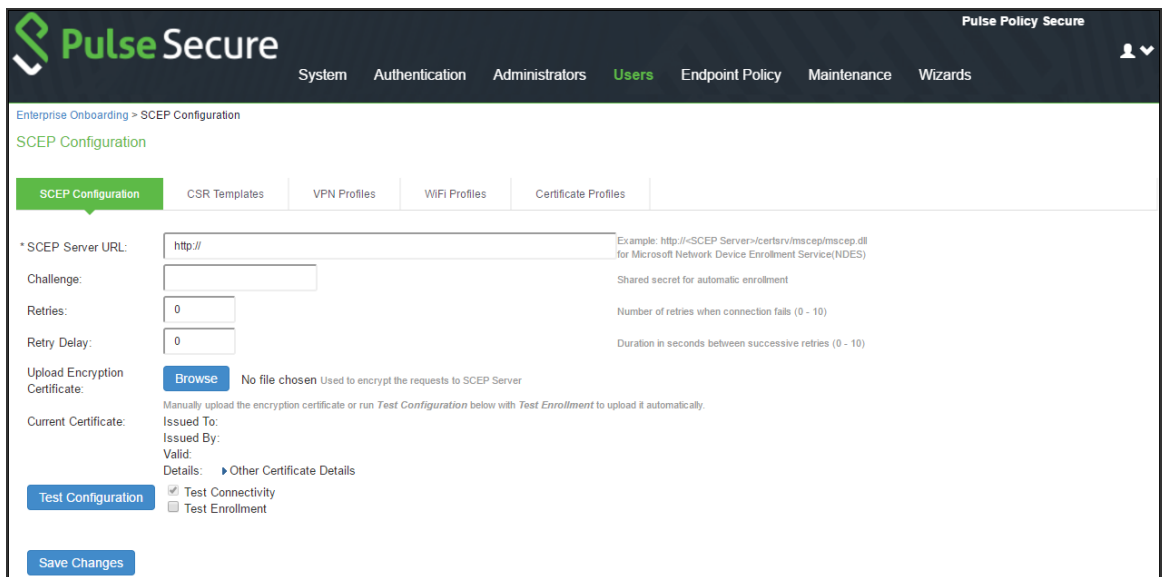 Pulse Policy Secure
Pulse Secure
System Authentication Administrators Users Endpoint Policy Maintenance Wizards
Enterprise Onboarding > SCEP Configuration
SCEP Configuration
SCEP Configuration CSR Templates VPN Profiles WiFi Profiles Certificate Profiles
* SCEP Server URL: http:// Example: http://<SCEP Server>/certsrv/mscep/mscep.dll
for Microsoft Network Device Enrollment Service(NDES)
Challenge: Shared secret for automatic enrollment
Retries: 0 Number of retries when connection fails (0 - 10)
Retry Delay: 0 Duration in seconds between successive retries (0 - 10)
Upload Encryption
Certificate:
Browse No file chosen Used to encrypt the requests to SCEP Server
Manually upload the encryption certificate or run Test Configuration below with Test Enrollment to upload it automatically.
Current Certificate: Issued To:
Issued By:
Valid:
Details: Other Certificate Details
Test Configuration Test Connectivity
Test Enrollment
Save Changes